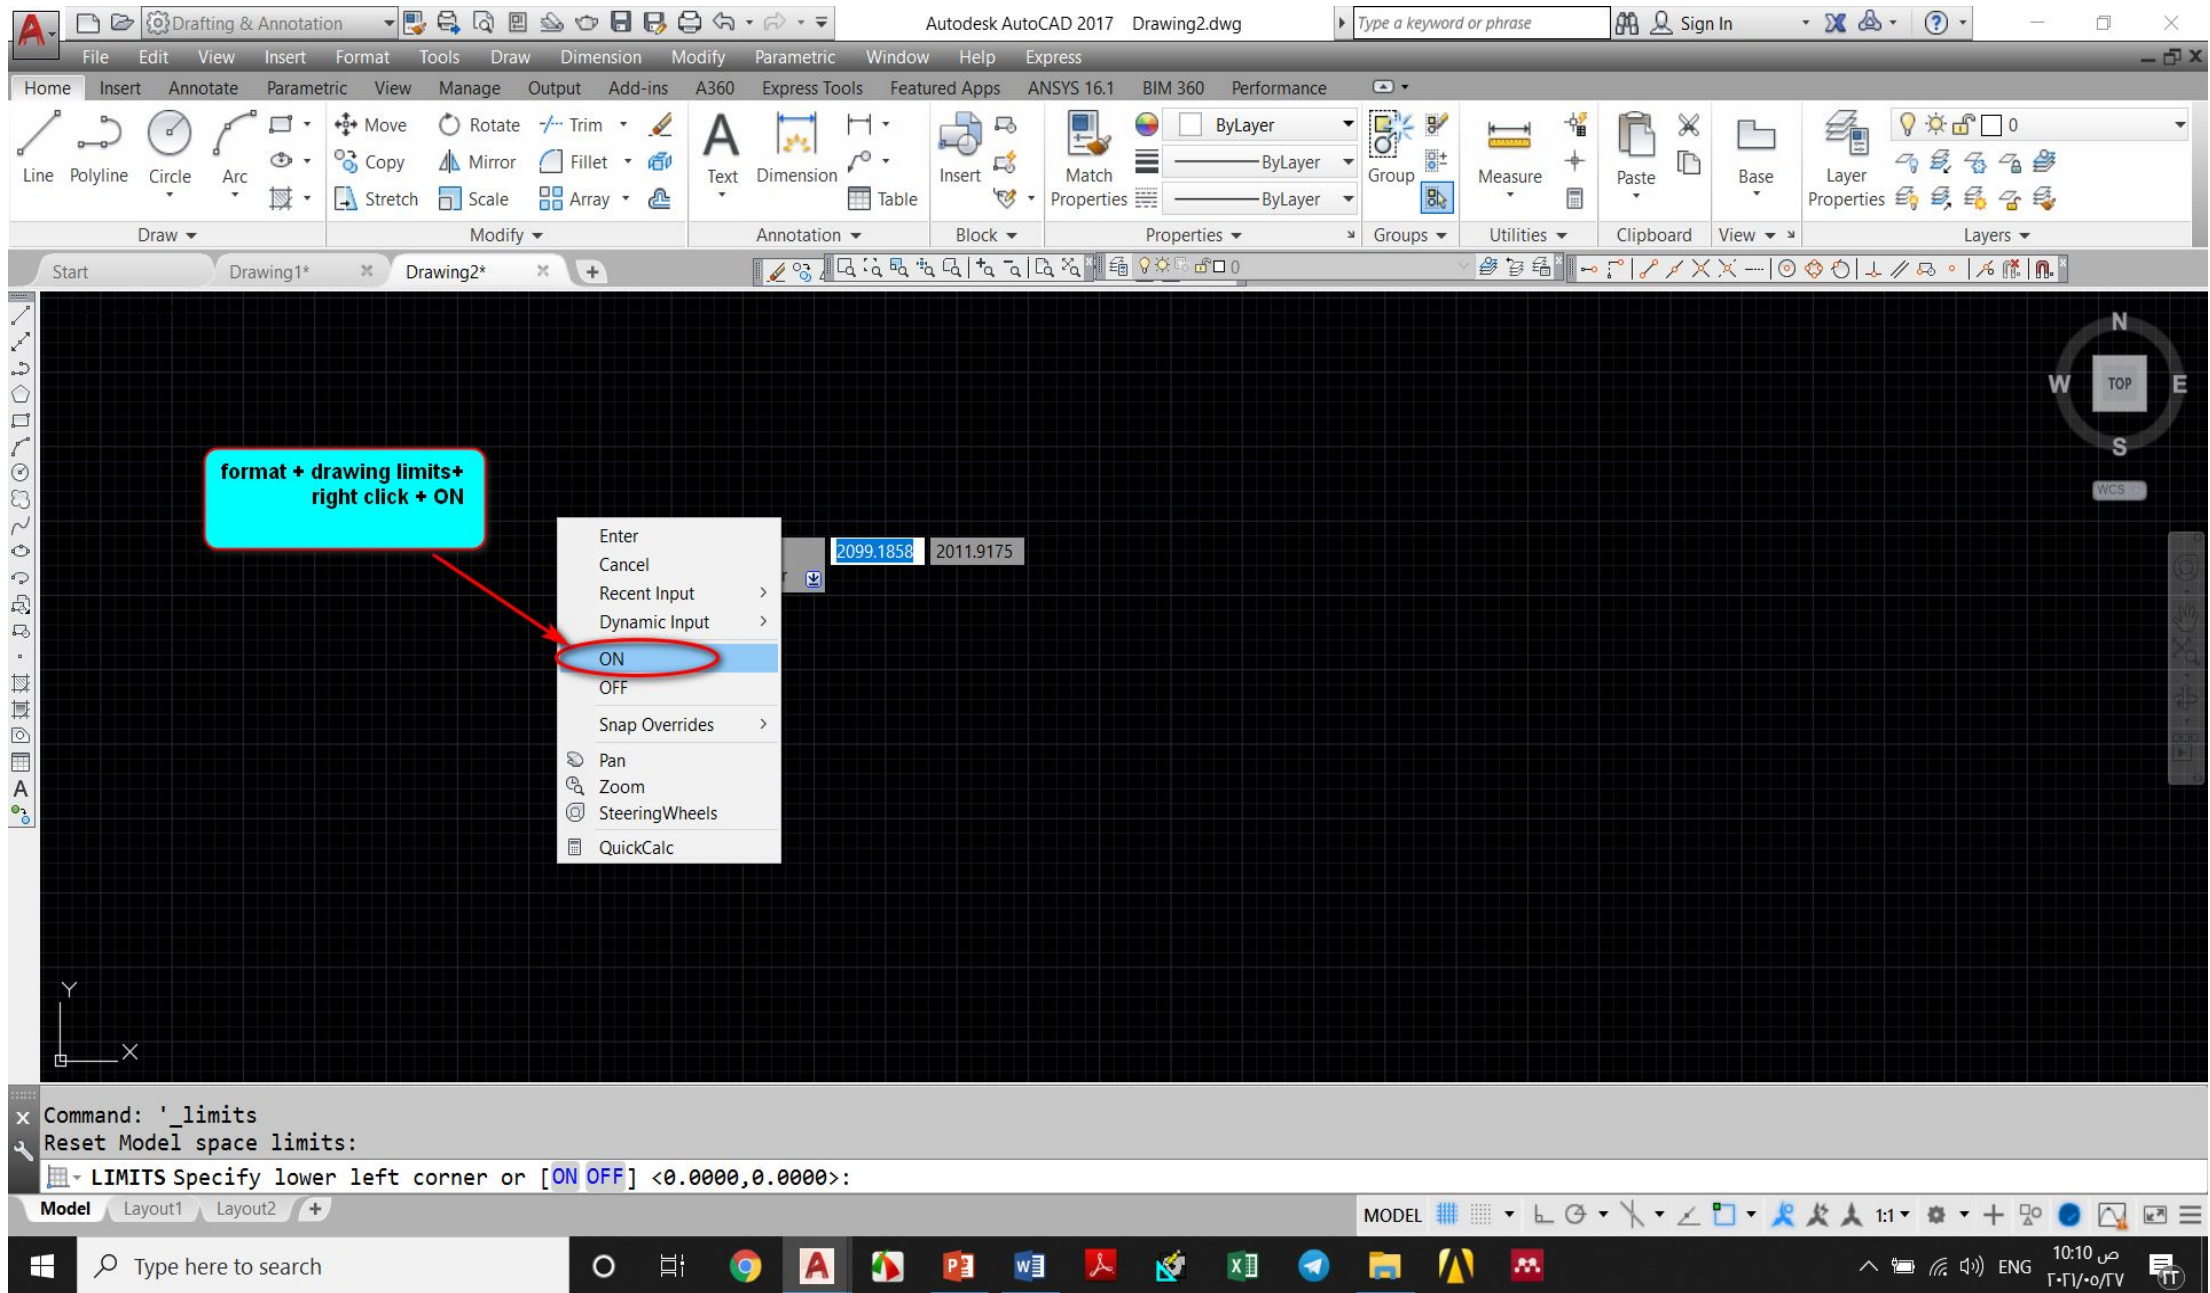 Drafting & Annotation
Autodesk AutoCAD 2017 Drawing2.dwg
Type a keyword or phrase
Sign In
File Edit View Insert Format Tools Draw Dimension Modify Parametric Window Help Express
Home Insert Annotate Parametric View Manage Output Add-ins A360 Express Tools Featured Apps ANSYS 16.1 BIM 360 Performance
Line Polyline Circle Arc
Move Rotate Trim
Copy Mirror Fillet
Stretch Scale Array
Text Dimension Table
Insert
Match Properties
ByLayer
ByLayer
ByLayer
Group Measure Paste Base
Layer Properties
0
Draw Modify Annotation Block Properties Groups Utilities Clipboard View Layers
Start Drawing1* Drawing2*
0
N
W TOP E
S
WCS
format + drawing limits+
right click + ON
Enter
Cancel
Recent Input
Dynamic Input
ON
OFF
Snap Overrides
Pan
Zoom
SteeringWheels
QuickCalc
2099.1858 2011.9175
r
A
Y
X
Command: '_limits
Reset Model space limits:
LIMITS Specify lower left corner or [ON OFF] <0.0000,0.0000>:
Model Layout1 Layout2
MODEL 1:1
Type here to search
ENG
10:10 ص
٢٠٢١/٠٥/٢٧